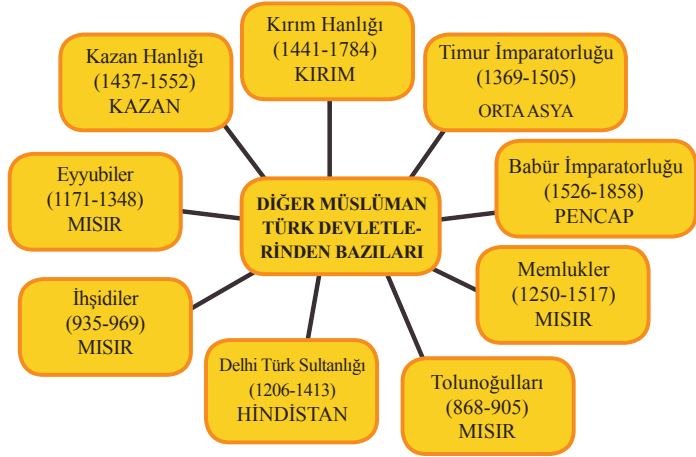 Kırım Hanlığı
(1441-1784)
KIRIM
Kazan Hanlığı
(1437-1552)
KAZAN
Timur İmparatorluğu
(1369-1505)
ORTA ASYA
Eyyubiler
(1171-1348)
MISIR
DİĞER MÜSLÜMAN
TÜRK DEVLETLE-
RİNDEN BAZILARI
Babür İmparatorluğu
(1526-1858)
PENCAP
İhşidiler
(935-969)
MISIR
Memlukler
(1250-1517)
MISIR
Delhi Türk Sultanlığı
(1206-1413)
HİNDİSTAN
Tolunoğulları
(868-905)
MISIR